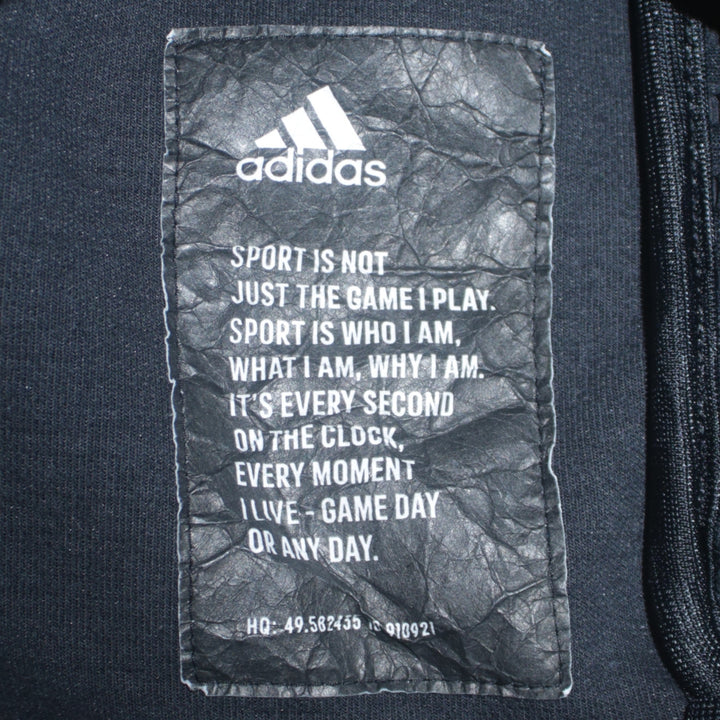 adidas
SPORT IS NOT
JUST THE GAME I PLAY.
SPORT IS WHO I AM,
WHAT I AM, WHY I AM.
IT'S EVERY SECOND
ON THE CLOCK,
EVERY MOMENT
I LIVE - GAME DAY
OR ANY DAY.
HQ: